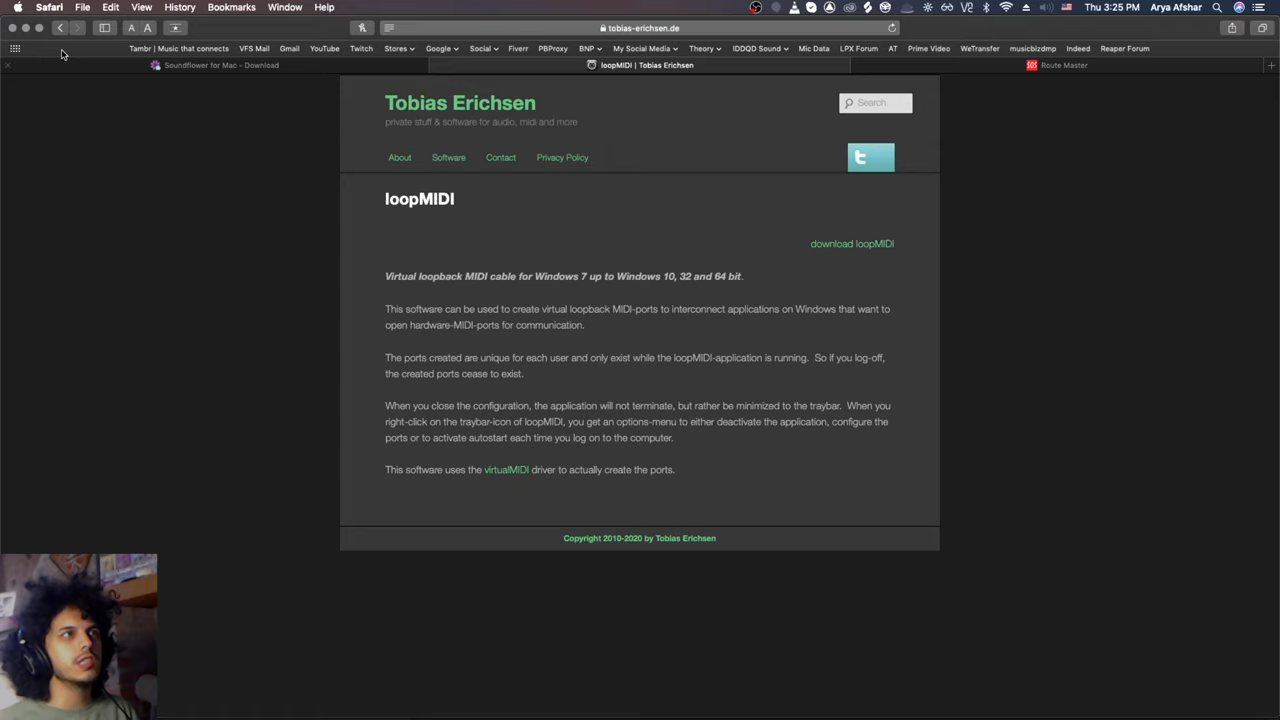 Safari File Edit View History Bookmarks Window Help
Thu 3:25 PM Arya Afshar
A A tobias-erichsen.de
Tambr | Music that connects VFS Mail Gmail YouTube Twitch Stores Google Social Fiverr PBProxy BNP My Social Media Theory IDDQD Sound Mic Data LPX Forum AT Prime Video WeTransfer musicbizdmp Indeed Reaper Forum
Soundflower for Mac - Download loopMIDI | Tobias Erichsen SOS Route Master
Tobias Erichsen
Search
private stuff & software for audio, midi and more
About Software Contact Privacy Policy
loopMIDI
download loopMIDI
Virtual loopback MIDI cable for Windows 7 up to Windows 10, 32 and 64 bit.
This software can be used to create virtual loopback MIDI-ports to interconnect applications on Windows that want to
open hardware-MIDI-ports for communication.
The ports created are unique for each user and only exist while the loopMIDI-application is running. So if you log-off,
the created ports cease to exist.
When you close the configuration, the application will not terminate, but rather be minimized to the traybar. When you
right-click on the traybar-icon of loopMIDI, you get an options-menu to either deactivate the application, configure the
ports or to activate autostart each time you log on to the computer.
This software uses the virtualMIDI driver to actually create the ports.
Copyright 2010-2020 by Tobias Erichsen